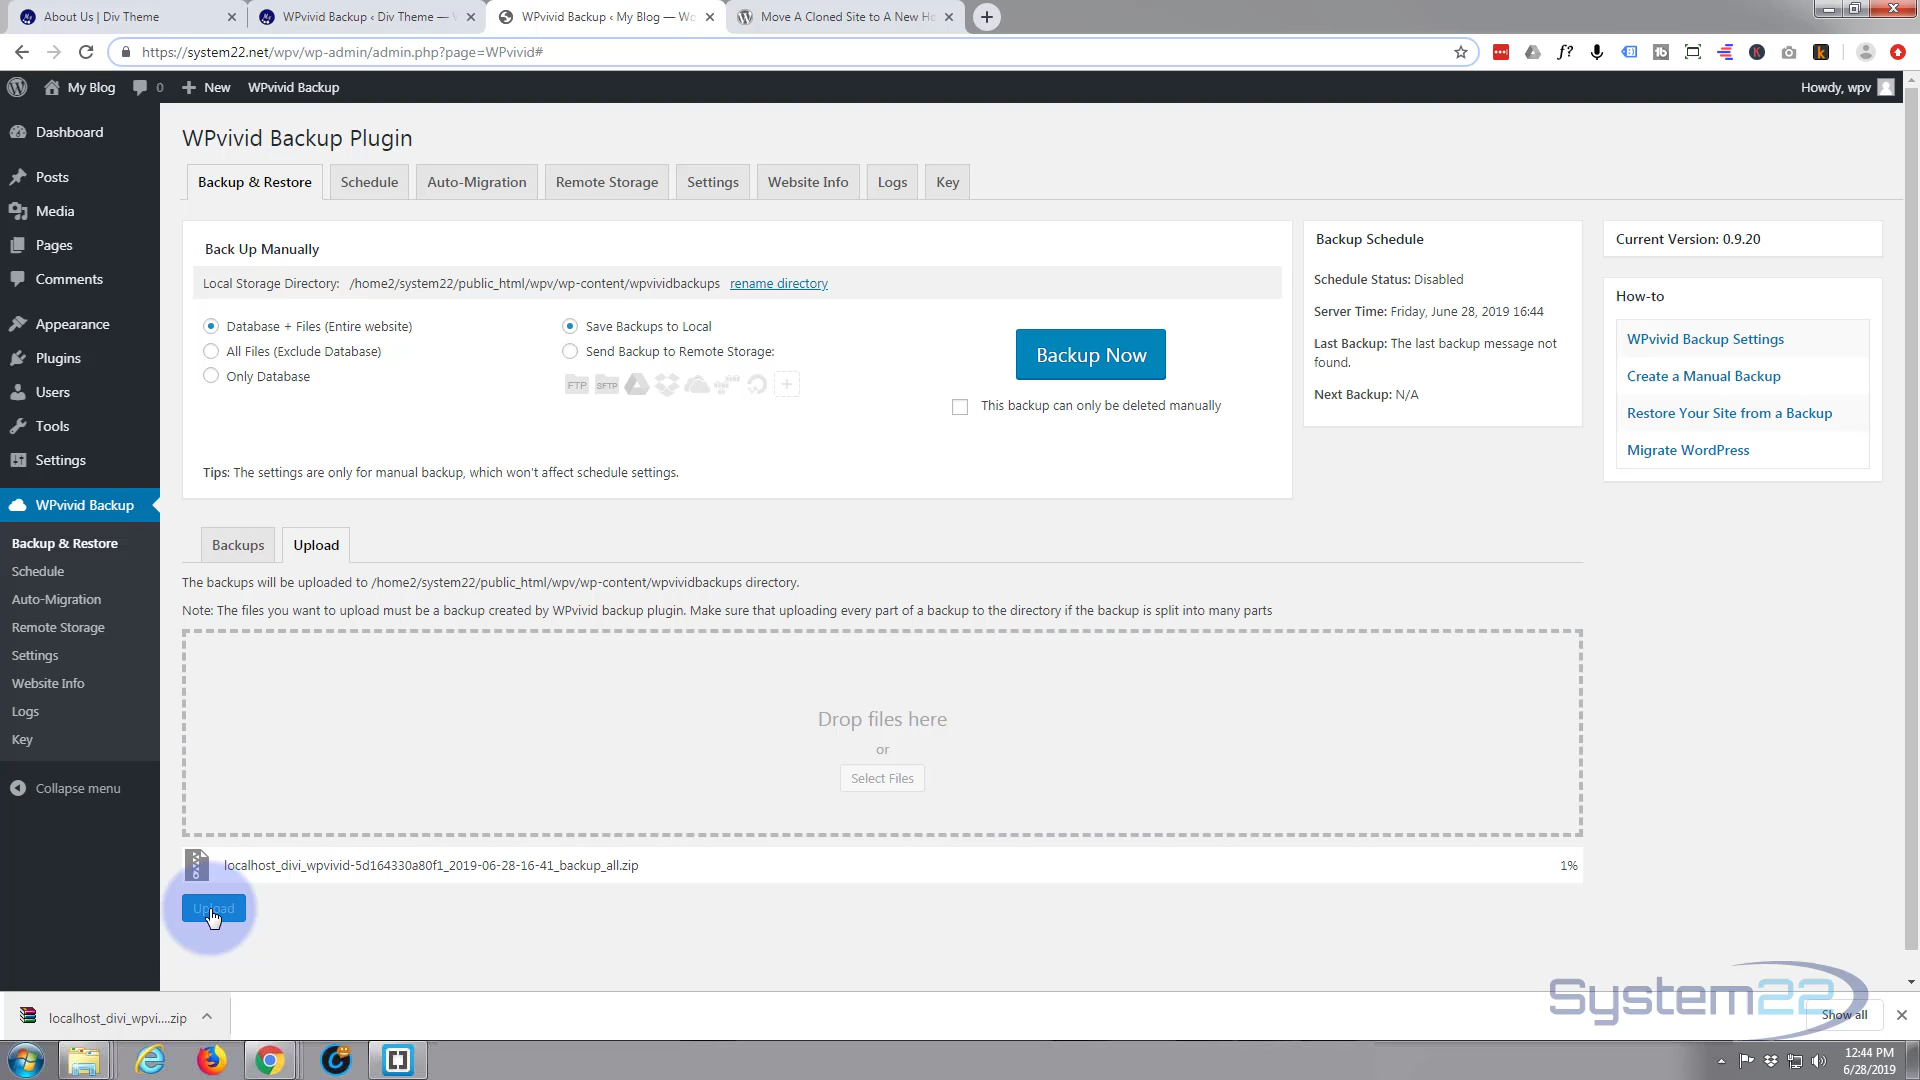 About Us | Div Theme
WPvivid Backup ‹ Div Theme — W
WPvivid Backup ‹ My Blog — Wo
Move A Cloned Site to A New Ho
https://system22.net/wpv/wp-admin/admin.php?page=WPvivid#
My Blog
0
New
WPvivid Backup
Howdy, wpv
Dashboard
Posts
Media
Pages
Comments
Appearance
Plugins
Users
Tools
Settings
WPvivid Backup
Backup & Restore
Schedule
Auto-Migration
Remote Storage
Settings
Website Info
Logs
Key
Collapse menu
WPvivid Backup Plugin
Backup & Restore
Schedule
Auto-Migration
Remote Storage
Settings
Website Info
Logs
Key
Back Up Manually
Local Storage Directory: /home2/system22/public_html/wpv/wp-content/wpvividbackups rename directory
Database + Files (Entire website)
All Files (Exclude Database)
Only Database
Save Backups to Local
Send Backup to Remote Storage:
FTP
SFTP
Backup Now
This backup can only be deleted manually
Tips: The settings are only for manual backup, which won't affect schedule settings.
Backup Schedule
Schedule Status: Disabled
Server Time: Friday, June 28, 2019 16:44
Last Backup: The last backup message not
found.
Next Backup: N/A
Current Version: 0.9.20
How-to
WPvivid Backup Settings
Create a Manual Backup
Restore Your Site from a Backup
Migrate WordPress
Backups
Upload
The backups will be uploaded to /home2/system22/public_html/wpv/wp-content/wpvividbackups directory.
Note: The files you want to upload must be a backup created by WPvivid backup plugin. Make sure that uploading every part of a backup to the directory if the backup is split into many parts
Drop files here
or
Select Files
localhost_divi_wpvivid-5d164330a80f1_2019-06-28-16-41_backup_all.zip
1%
Upload
System22
localhost_divi_wpvi....zip
Show all
12:44 PM
6/28/2019